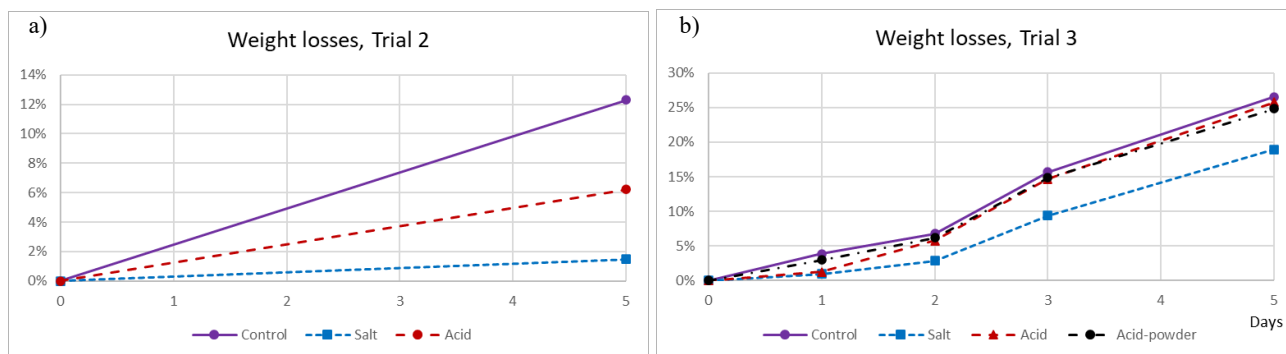 a)
Weight losses, Trial 2
14%
12%
10%
8%
6%
4%
2%
0%
0 1 2 3 4 5
Control Salt Acid
b)
Weight losses, Trial 3
30%
25%
20%
15%
10%
5%
0%
0 1 2 3 4 5
Days
Control Salt Acid Acid-powder